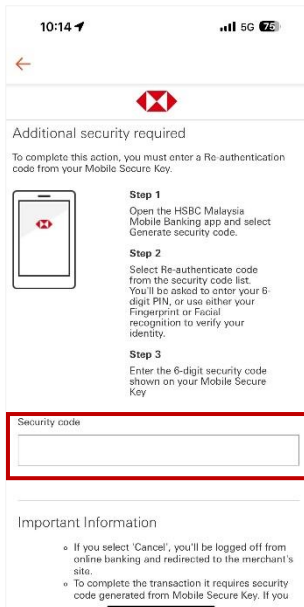 10:14
5G 75
Additional security required
To complete this action, you must enter a Re-authentication
code from your Mobile Secure Key.
Step 1
Open the HSBC Malaysia
Mobile Banking app and select
Generate security code.
Step 2
Select Re-authenticate code
from the security code list.
You'll be asked to enter your 6-
digit PIN, or use either your
Fingerprint or Facial
recognition to verify your
identity.
Step 3
Enter the 6-digit security code
shown on your Mobile Secure
Key
Security code
Important Information
If you select 'Cancel', you'll be logged off from
online banking and redirected to the merchant's
site.
To complete the transaction it requires security
code generated from Mobile Secure Key. If you